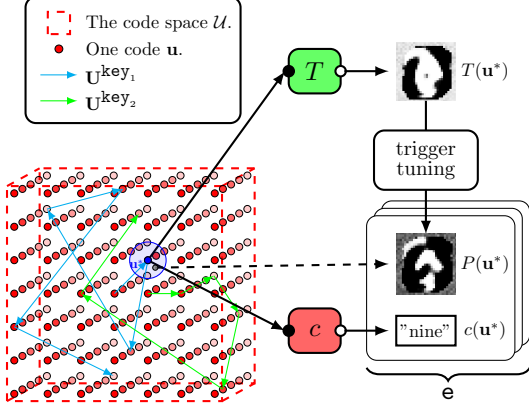 The code space 𝒰.
One code u.
U^key₁
U^key₂
T
T(u*)
trigger
tuning
u*
P(u*)
c
"nine"
c(u*)
e